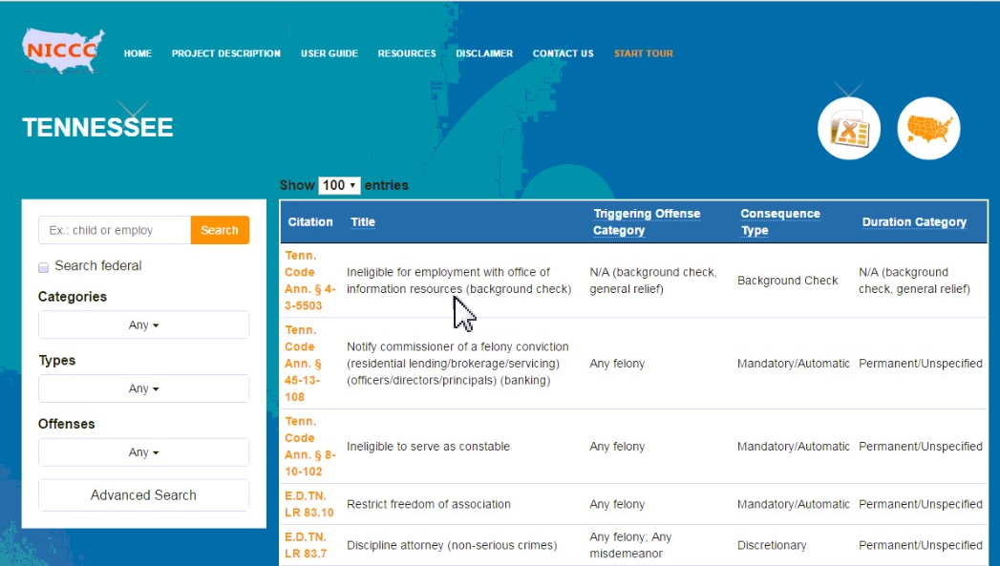 NICCC
HOME PROJECT DESCRIPTION USER GUIDE RESOURCES DISCLAIMER CONTACT US START TOUR
TENNESSEE
Show 100 entries
Ex.: child or employ Search
Search federal
Categories
Any
Types
Any
Offenses
Any
Advanced Search
Citation Title Triggering Offense Category Consequence Type Duration Category
Tenn.
Code
Ann. § 4-
3-5503
Ineligible for employment with office of
information resources (background check)
N/A (background check,
general relief)
Background Check
N/A (background
check, general relief)
Tenn.
Code
Ann. §
45-13-
108
Notify commissioner of a felony conviction
(residential lending/brokerage/servicing)
(officers/directors/principals) (banking)
Any felony
Mandatory/Automatic
Permanent/Unspecified
Tenn.
Code
Ann. § 8-
10-102
Ineligible to serve as constable
Any felony
Mandatory/Automatic
Permanent/Unspecified
E.D.TN.
LR 83.10
Restrict freedom of association
Any felony
Mandatory/Automatic
Permanent/Unspecified
E.D.TN.
LR 83.7
Discipline attorney (non-serious crimes)
Any felony; Any
misdemeanor
Discretionary
Permanent/Unspecified